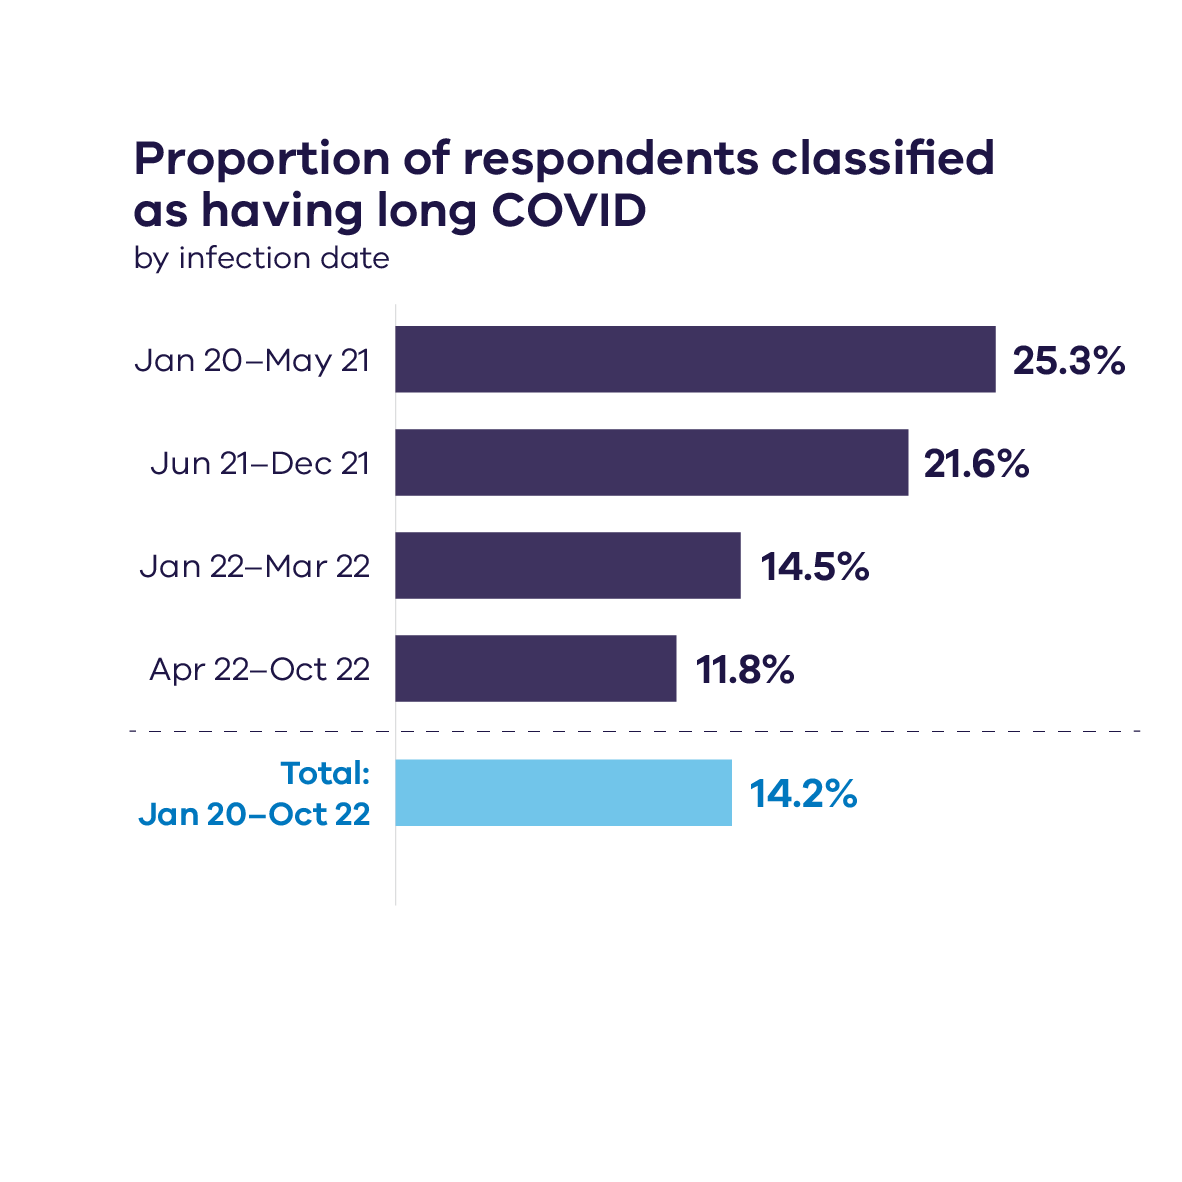 Proportion of respondents classified
as having long COVID
by infection date
Jan 20–May 21 25.3%
Jun 21–Dec 21 21.6%
Jan 22–Mar 22 14.5%
Apr 22–Oct 22 11.8%
Total:
Jan 20–Oct 22 14.2%